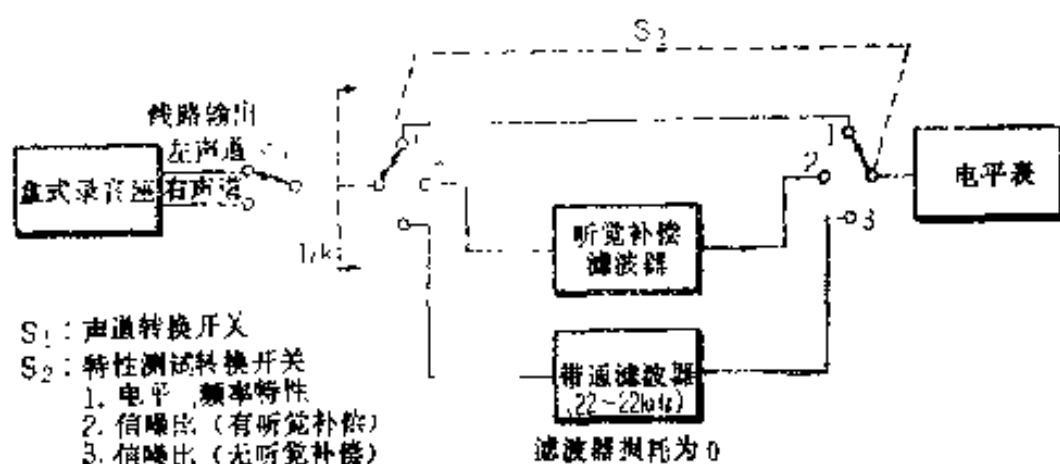 S₂
线路输出
左声道
盘式录音座
右声道
1
2
3
电平表
听觉补偿
滤波器
S₁：声道转换开关
S₂：特性测试转换开关
1. 电平、频率特性
2. 信噪比（有听觉补偿）
3. 信噪比（无听觉补偿）
带通滤波器
滤波器损耗为0